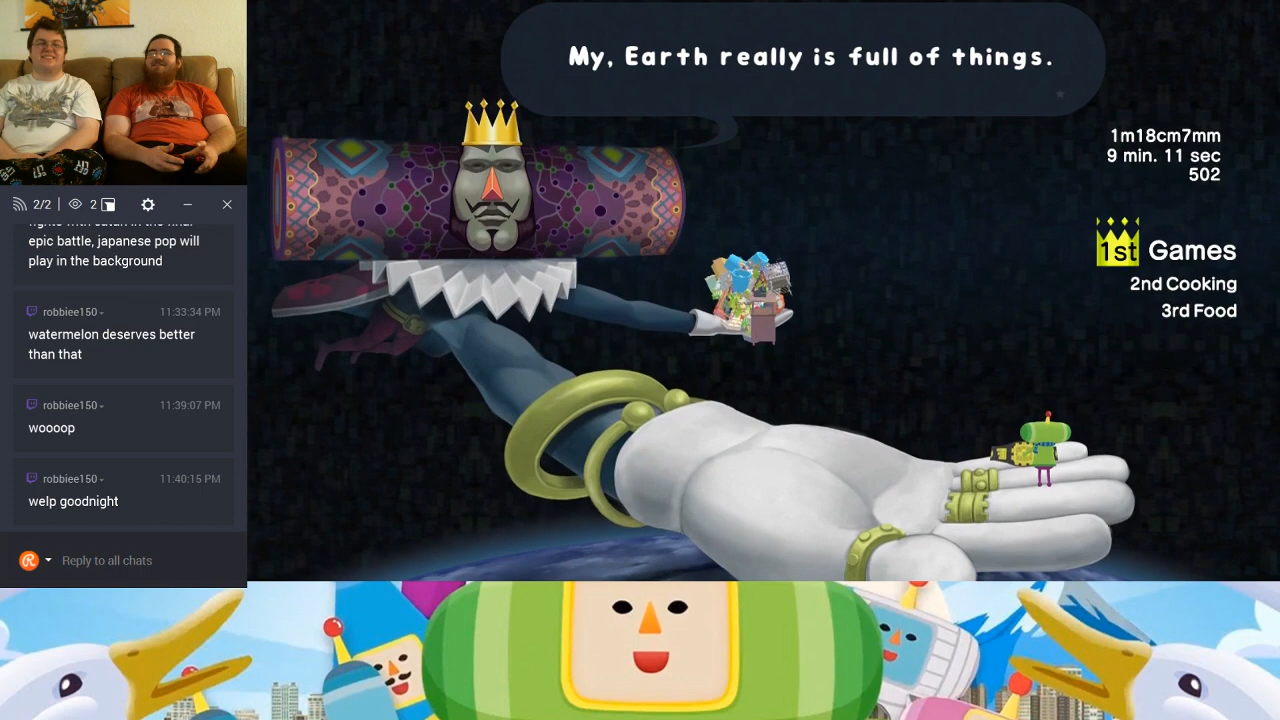 My, Earth really is full of things.
1m18cm7mm
9 min. 11 sec
502
1st Games
2nd Cooking
3rd Food
2/2 2
epic battle, japanese pop will
play in the background
robbiee150 11:33:34 PM
watermelon deserves better
than that
robbiee150 11:39:07 PM
woooop
robbiee150 11:40:15 PM
welp goodnight
Reply to all chats